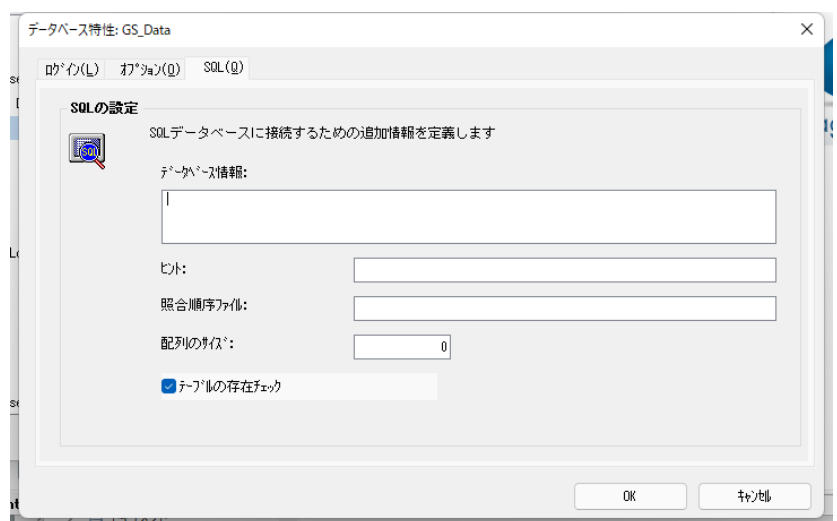 データベース特性: GS_Data
ﾛｸﾞｲﾝ(L) ｵﾌﾟｼｮﾝ(O) SQL(Q)
SQLの設定
SQLデータベースに接続するための追加情報を定義します
ﾃﾞｰﾀﾍﾞｰｽ情報:
ﾋﾝﾄ:
照合順序ﾌｧｲﾙ:
配列のｻｲｽﾞ:
0
ﾃｰﾌﾞﾙの存在ﾁｪｯｸ
OK ｷｬﾝｾﾙ